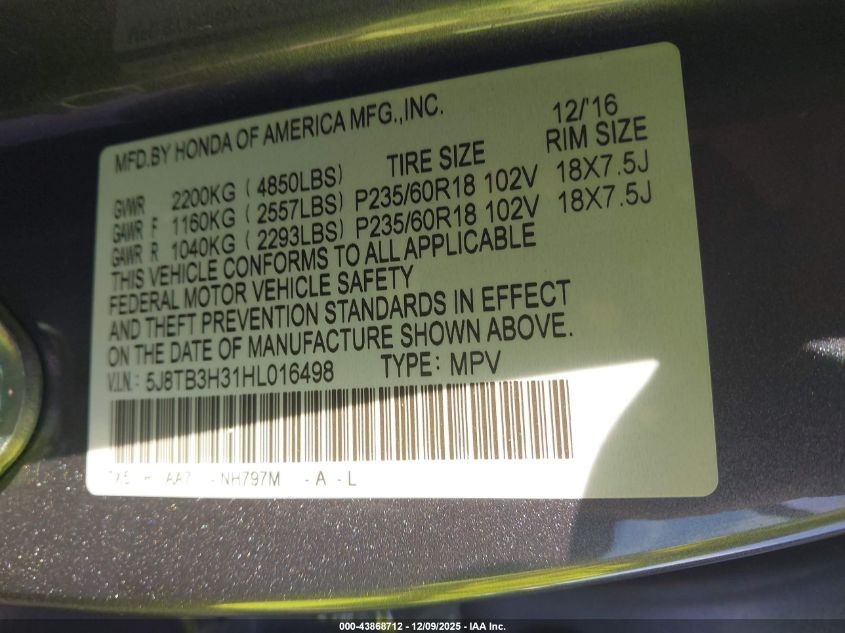 MFD.BY HONDA OF AMERICA MFG.,INC. 12/'16
TIRE SIZE RIM SIZE
GVWR 2200KG (4850LBS)
GAWR F 1160KG (2557LBS) P235/60R18 102V 18X7.5J
GAWR R 1040KG (2293LBS) P235/60R18 102V 18X7.5J
THIS VEHICLE CONFORMS TO ALL APPLICABLE
FEDERAL MOTOR VEHICLE SAFETY
AND THEFT PREVENTION STANDARDS IN EFFECT
ON THE DATE OF MANUFACTURE SHOWN ABOVE.
V.I.N: 5J8TB3H31HL016498 TYPE: MPV
AA7 -NH797M -A -L
000-43868712 - 12/09/2025 - IAA Inc.